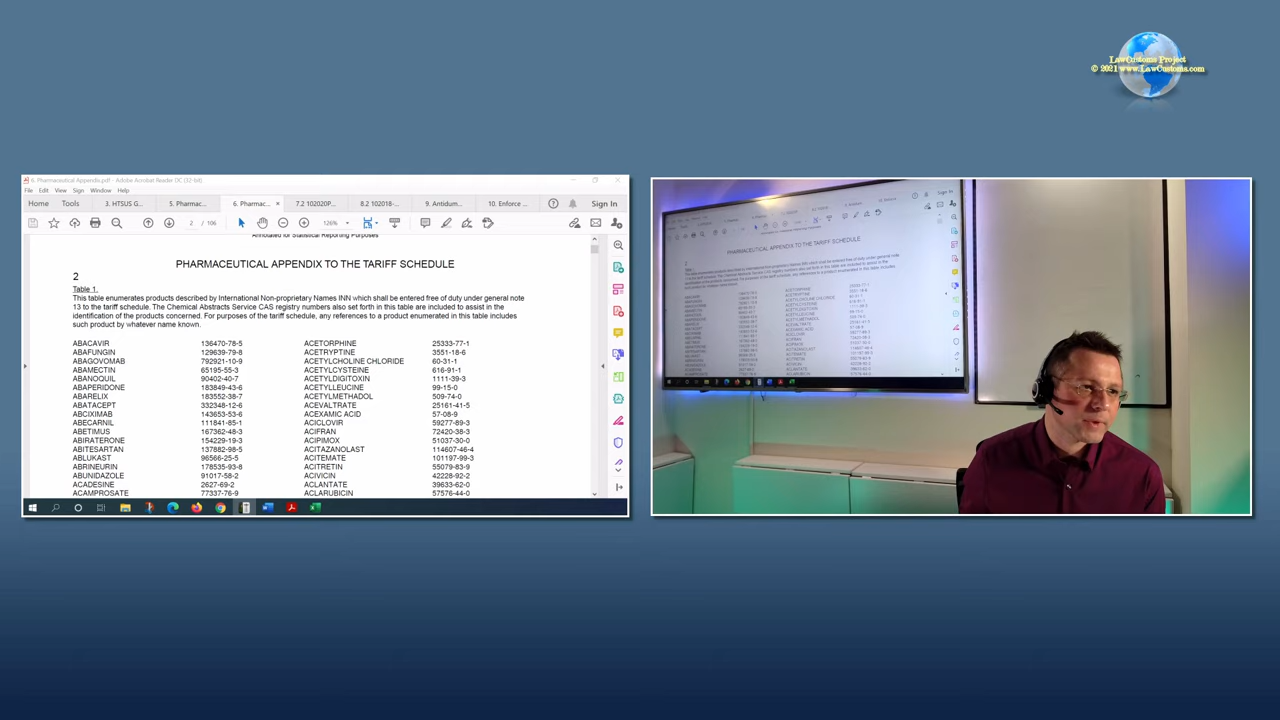 LawCustoms Project
© 2021 www.LawCustoms.com
6. Pharmaceutical Appendix.pdf - Adobe Acrobat Reader DC (32-bit)
File Edit View Sign Window Help
Home Tools 3. HTSUS G... 5. Pharmac... 6. Pharmac... × 7.2 102020P... 8.2 102018-... 9. Antidum... 10. Enforce ... Sign In
2 / 106 126%
Annotated for Statistical Reporting Purposes
PHARMACEUTICAL APPENDIX TO THE TARIFF SCHEDULE
2
Table 1.
This table enumerates products described by International Non-proprietary Names INN which shall be entered free of duty under general note
13 to the tariff schedule. The Chemical Abstracts Service CAS registry numbers also set forth in this table are included to assist in the
identification of the products concerned. For purposes of the tariff schedule, any references to a product enumerated in this table includes
such product by whatever name known.
ABACAVIR 136470-78-5 ACETORPHINE 25333-77-1
ABAFUNGIN 129639-79-8 ACETRYPTINE 3551-18-6
ABAGOVOMAB 792921-10-9 ACETYLCHOLINE CHLORIDE 60-31-1
ABAMECTIN 65195-55-3 ACETYLCYSTEINE 616-91-1
ABANOQUIL 90402-40-7 ACETYLDIGITOXIN 1111-39-3
ABAPERIDONE 183849-43-6 ACETYLLEUCINE 99-15-0
ABARELIX 183552-38-7 ACETYLMETHADOL 509-74-0
ABATACEPT 332348-12-6 ACEVALTRATE 25161-41-5
ABCIXIMAB 143653-53-6 ACEXAMIC ACID 57-08-9
ABECARNIL 111841-85-1 ACICLOVIR 59277-89-3
ABETIMUS 167362-48-3 ACIFRAN 72420-38-3
ABIRATERONE 154229-19-3 ACIPIMOX 51037-30-0
ABITESARTAN 137882-98-5 ACITAZANOLAST 114607-46-4
ABLUKAST 96566-25-5 ACITEMATE 101197-99-3
ABRINEURIN 178535-93-8 ACITRETIN 55079-83-9
ABUNIDAZOLE 91017-58-2 ACIVICIN 42228-92-2
ACADESINE 2627-69-2 ACLANTATE 39633-62-0
ACAMPROSATE 77337-76-9 ACLARUBICIN 57576-44-0
PHARMACEUTICAL APPENDIX TO THE TARIFF SCHEDULE